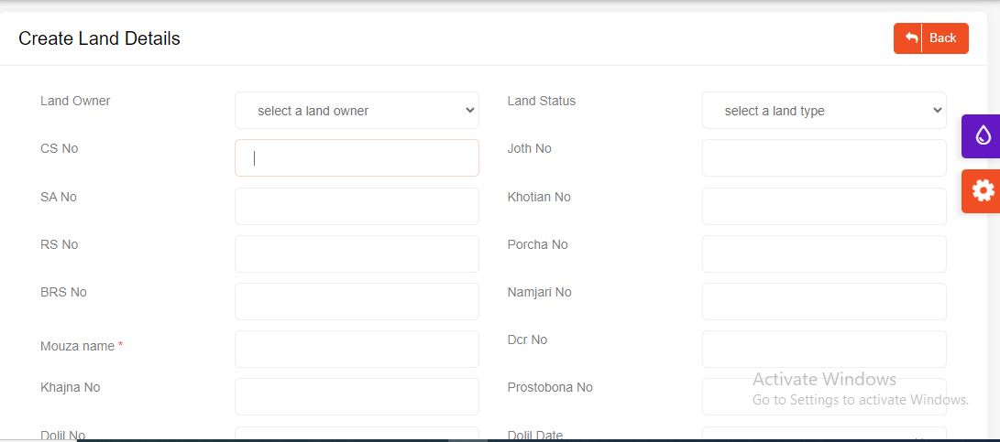 Create Land Details
Back
Land Owner
select a land owner
Land Status
select a land type
CS No
Joth No
SA No
Khotian No
RS No
Porcha No
BRS No
Namjari No
Mouza name *
Dcr No
Khajna No
Prostobona No
Activate Windows
Go to Settings to activate Windows.
Dolil No
Dolil Date